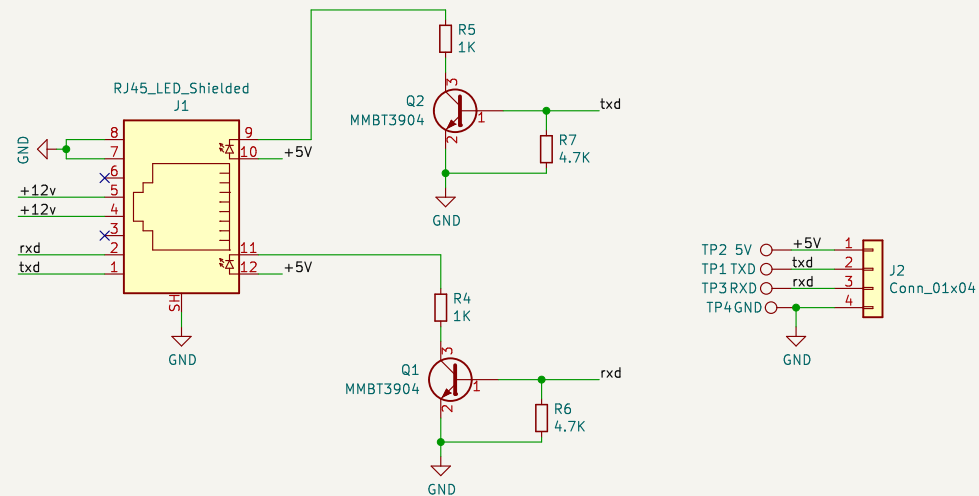 RJ45_LED_Shielded
J1
GND
8
7
6
5
4
3
2
1
+12v
+12v
rxd
txd
9
10
11
12
+5V
+5V
SH
GND
R5
1K
Q2
MMBT3904
3
1
2
txd
R7
4.7K
GND
R4
1K
Q1
MMBT3904
3
1
2
rxd
R6
4.7K
GND
TP2 5V +5V 1
TP1 TXD txd 2
TP3 RXD rxd 3
TP4 GND 4
J2
Conn_01x04
GND